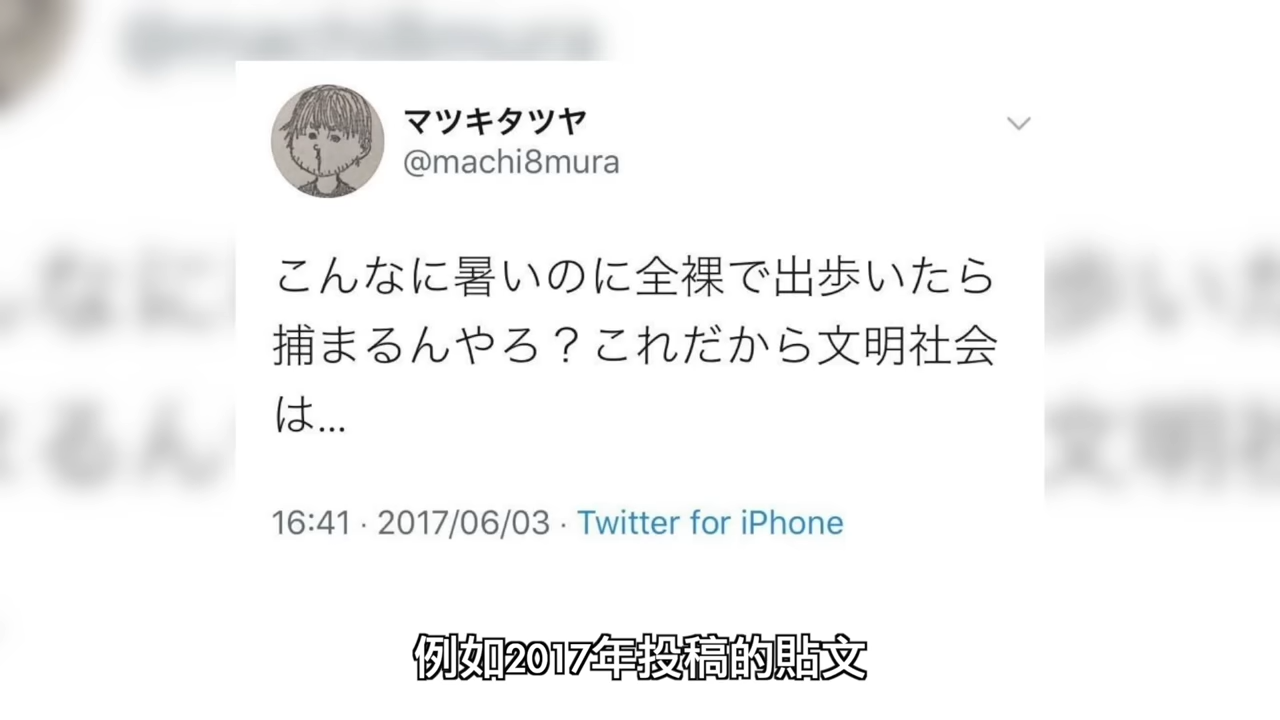 マツキタツヤ
@machi8mura
こんなに暑いのに全裸で出歩いたら
捕まるんやろ？これだから文明社会
は...
16:41 · 2017/06/03 · Twitter for iPhone
例如2017年投稿的貼文